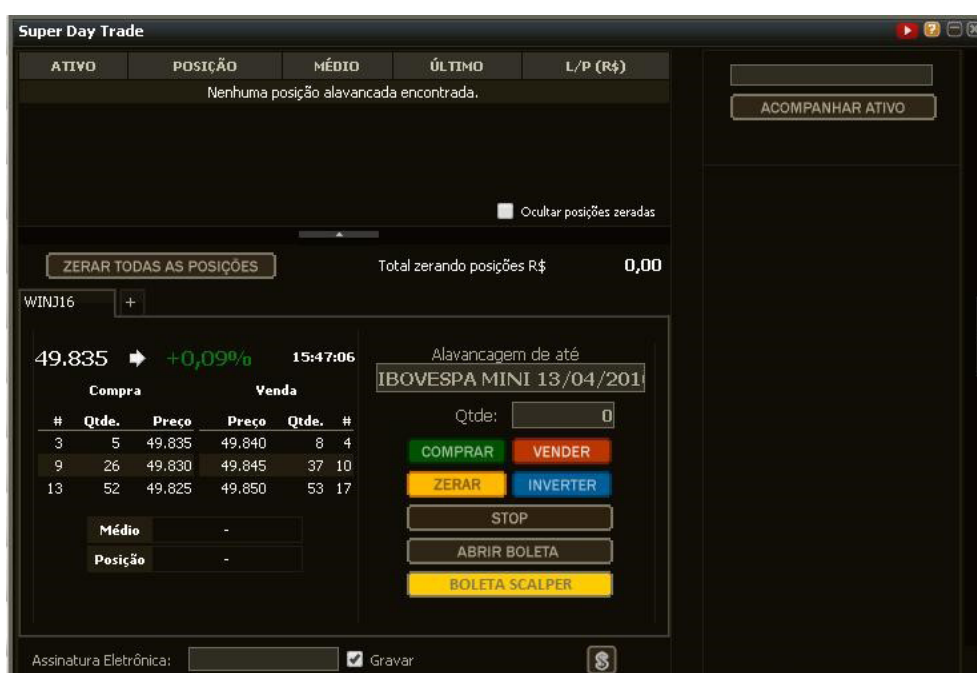 Super Day Trade
ATIVO POSIÇÃO MÉDIO ÚLTIMO L/P (R$)
Nenhuma posição alavancada encontrada.
ACOMPANHAR ATIVO
Ocultar posições zeradas
ZERAR TODAS AS POSIÇÕES Total zerando posições R$ 0,00
WINJ16 +
49.835 +0,09% 15:47:06
Alavancagem de até
IBOVESPA MINI 13/04/201
Compra Venda
Qtde: 0
# Qtde. Preço Preço Qtde. #
3 5 49.835 49.840 8 4
9 26 49.830 49.845 37 10
13 52 49.825 49.850 53 17
COMPRAR VENDER
ZERAR INVERTER
STOP
ABRIR BOLETA
BOLETA SCALPER
Médio -
Posição -
Assinatura Eletrônica: Gravar S